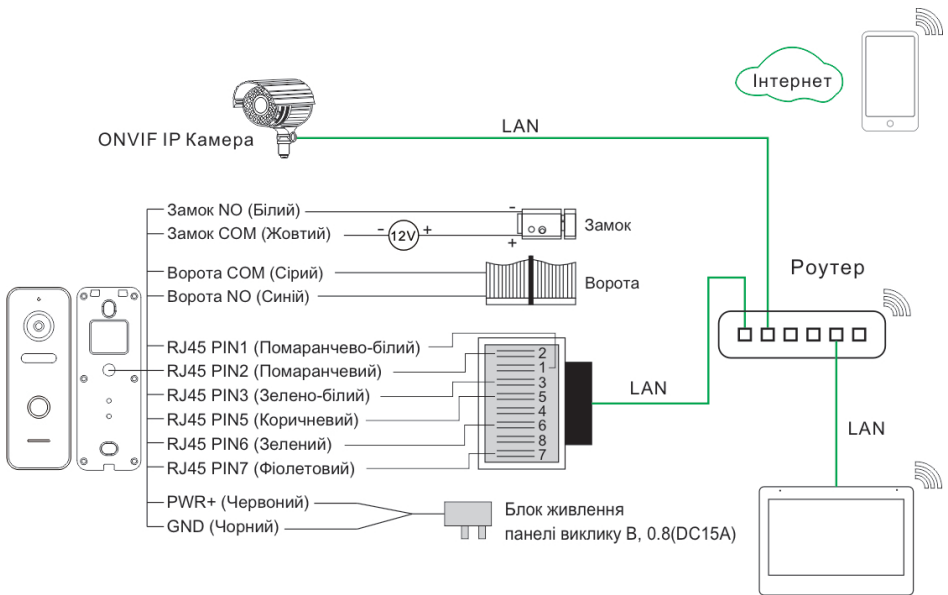 Інтернет
LAN
ONVIF IP Камера
Замок NO (Білий)
-
Замок COM (Жовтий)
- 12V +
+
Замок
Ворота COM (Сірий)
Ворота NO (Синій)
Ворота
Роутер
RJ45 PIN1 (Помаранчево-білий)
RJ45 PIN2 (Помаранчевий)
RJ45 PIN3 (Зелено-білий)
RJ45 PIN5 (Коричневий)
RJ45 PIN6 (Зелений)
RJ45 PIN7 (Фіолетовий)
2
1
3
5
4
6
8
7
LAN
LAN
PWR+ (Червоний)
GND (Чорний)
Блок живлення
панелі виклику В, 0.8(DC15A)